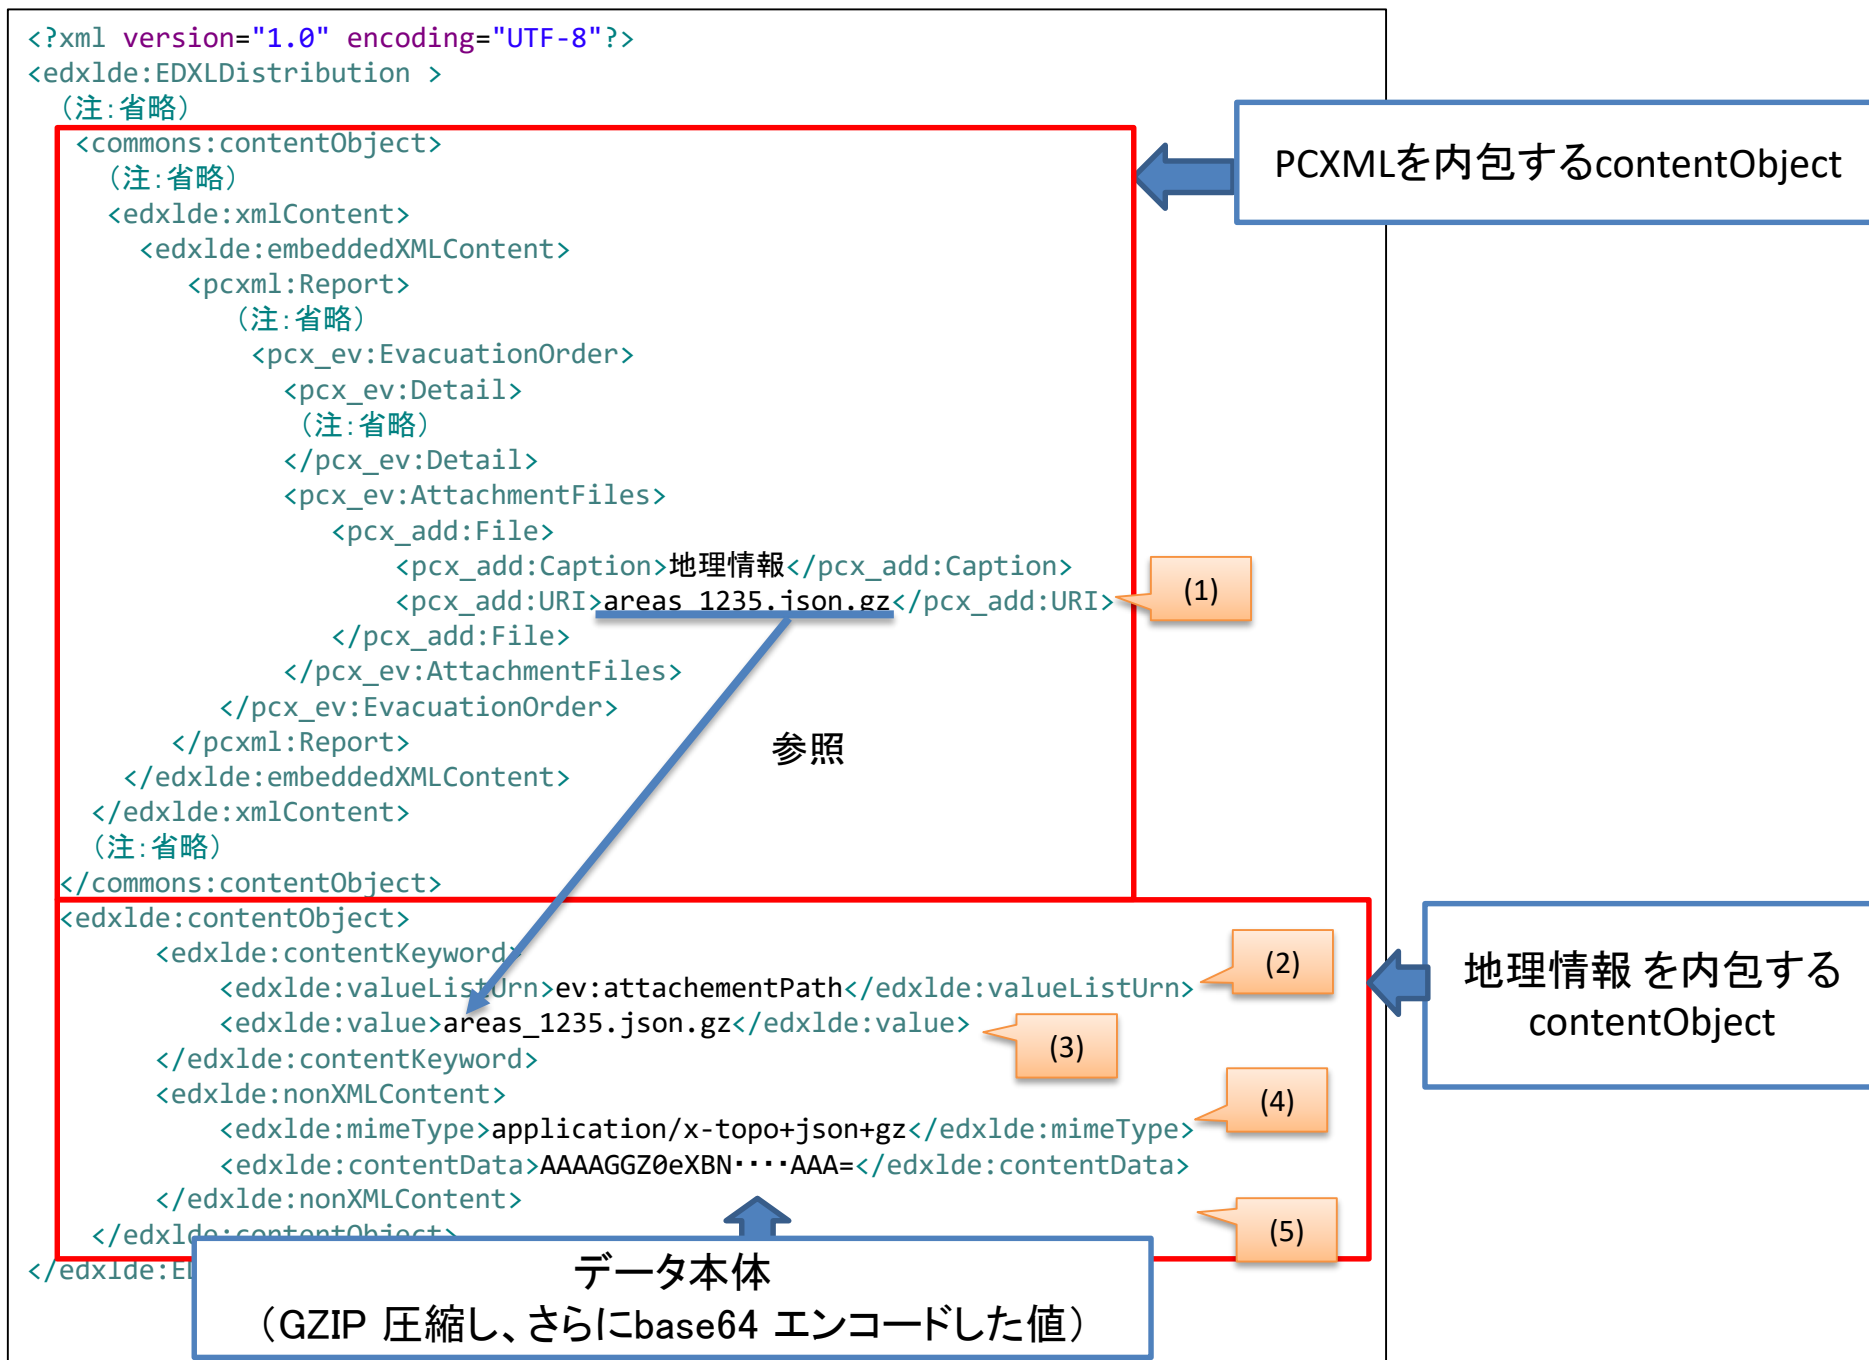 <?xml version="1.0" encoding="UTF-8"?>
<edxlde:EDXLDistribution >
（注：省略）
<commons:contentObject>
（注：省略）
<edxlde:xmlContent>
<edxlde:embeddedXMLContent>
<pcxml:Report>
（注：省略）
<pcx_ev:EvacuationOrder>
<pcx_ev:Detail>
（注：省略）
</pcx_ev:Detail>
<pcx_ev:AttachmentFiles>
<pcx_add:File>
<pcx_add:Caption>地理情報</pcx_add:Caption>
<pcx_add:URI>areas_1235.json.gz</pcx_add:URI>
(1)
</pcx_add:File>
</pcx_ev:AttachmentFiles>
</pcx_ev:EvacuationOrder>
</pcxml:Report>
参照
</edxlde:embeddedXMLContent>
</edxlde:xmlContent>
（注：省略）
</commons:contentObject>
PCXMLを内包するcontentObject
<edxlde:contentObject>
<edxlde:contentKeyword>
<edxlde:valueListUrn>ev:attachementPath</edxlde:valueListUrn>
(2)
<edxlde:value>areas_1235.json.gz</edxlde:value>
(3)
</edxlde:contentKeyword>
<edxlde:nonXMLContent>
<edxlde:mimeType>application/x-topo+json+gz</edxlde:mimeType>
(4)
<edxlde:contentData>AAAAGGZ0eXBN････AAA=</edxlde:contentData>
</edxlde:nonXMLContent>
(5)
</edxlde:contentObject>
</edxlde:ED
地理情報 を内包する
contentObject
データ本体
（GZIP 圧縮し、さらにbase64 エンコードした値）